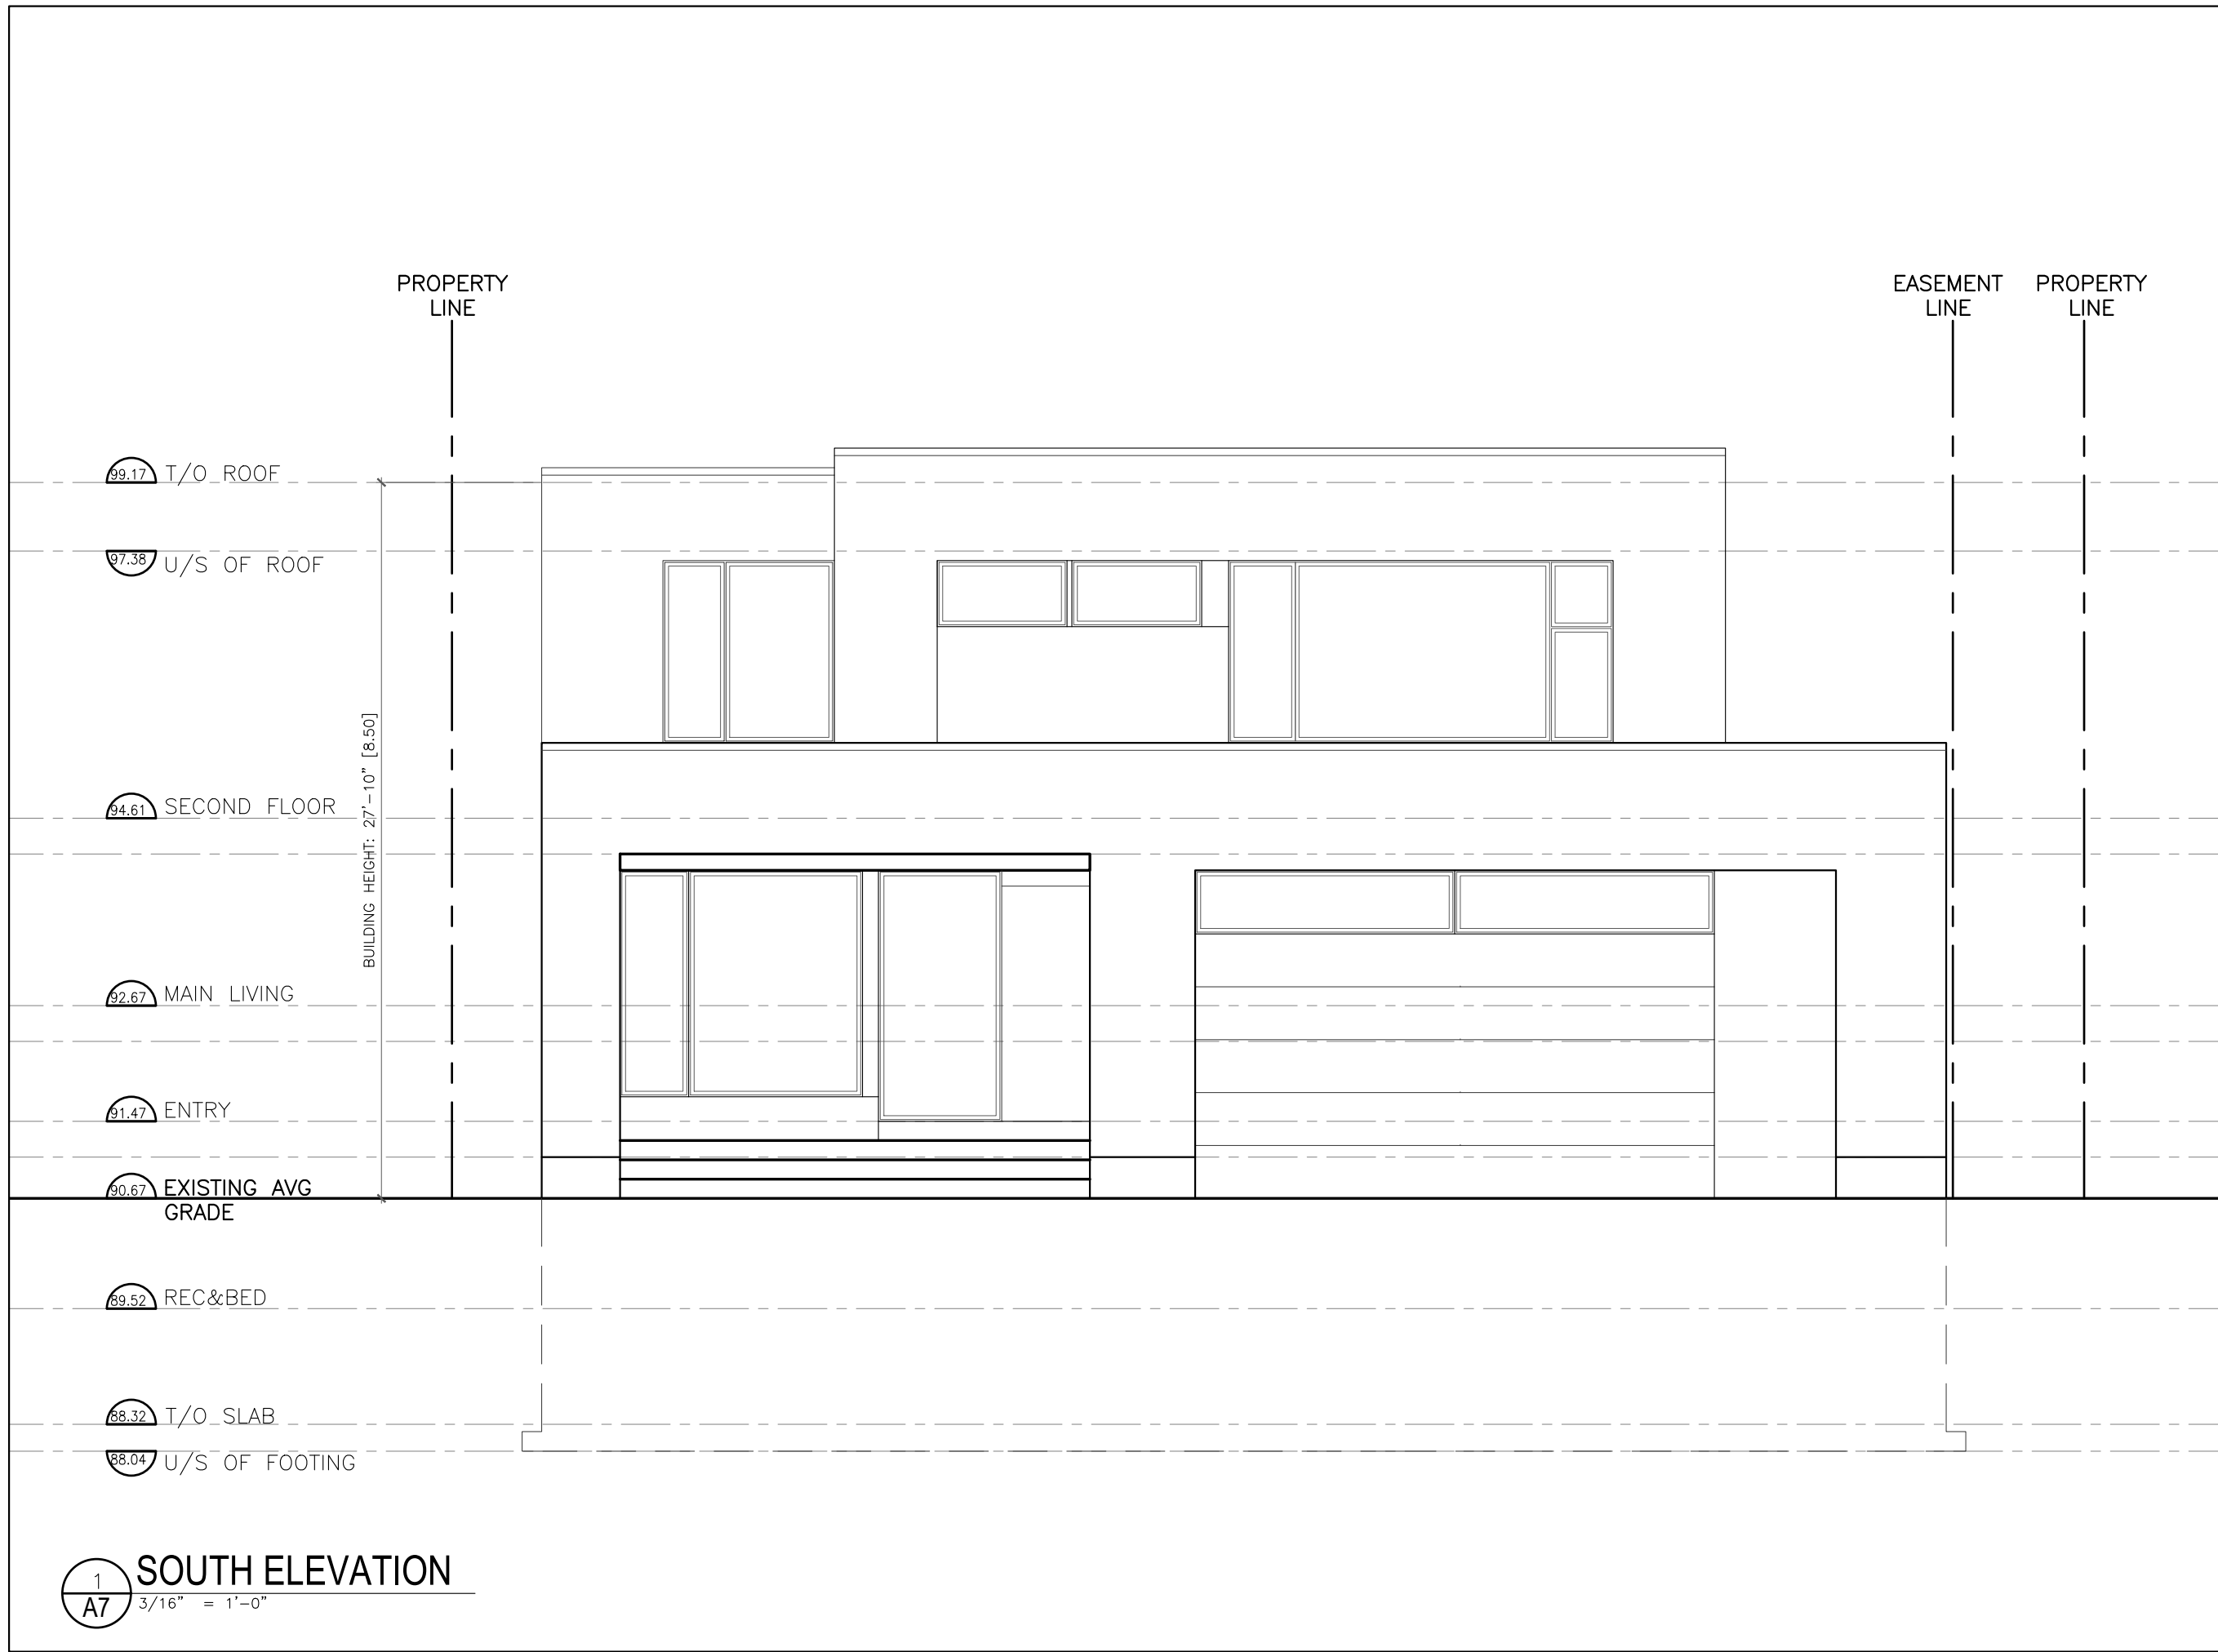 PROPERTY
LINE
EASEMENT
LINE
PROPERTY
LINE
99.17 T/O ROOF
97.38 U/S OF ROOF
BUILDING HEIGHT: 27'-10" [8.50]
94.61 SECOND FLOOR
92.67 MAIN LIVING
91.47 ENTRY
90.67 EXISTING AVG
GRADE
89.52 REC&BED
88.32 T/O SLAB
88.04 U/S OF FOOTING
1
A7
SOUTH ELEVATION
3/16" = 1'-0"